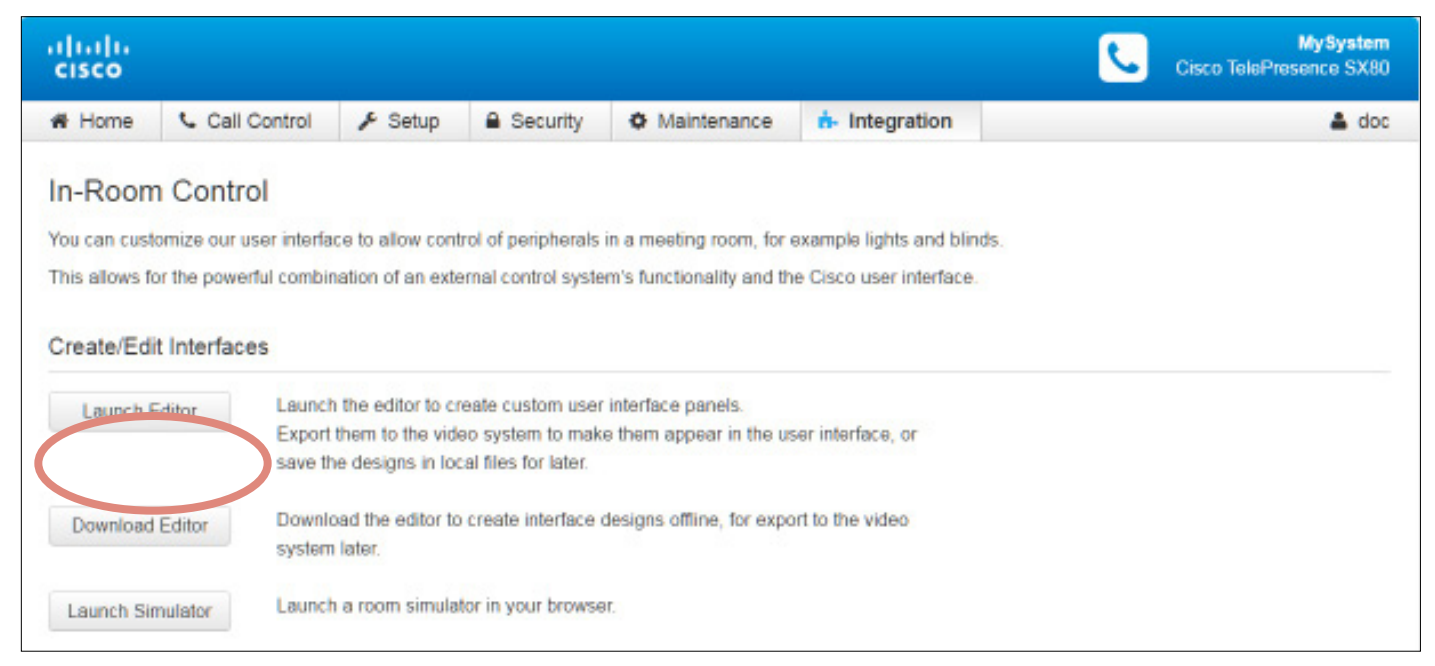 CISCO
MySystem
Cisco TelePresence SX80
Home Call Control Setup Security Maintenance Integration doc
In-Room Control
You can customize our user interface to allow control of peripherals in a meeting room, for example lights and blinds.
This allows for the powerful combination of an external control system's functionality and the Cisco user interface.
Create/Edit Interfaces
Launch Editor
Launch the editor to create custom user interface panels.
Export them to the video system to make them appear in the user interface, or
save the designs in local files for later.
Download Editor
Download the editor to create interface designs offline, for export to the video
system later.
Launch Simulator
Launch a room simulator in your browser.